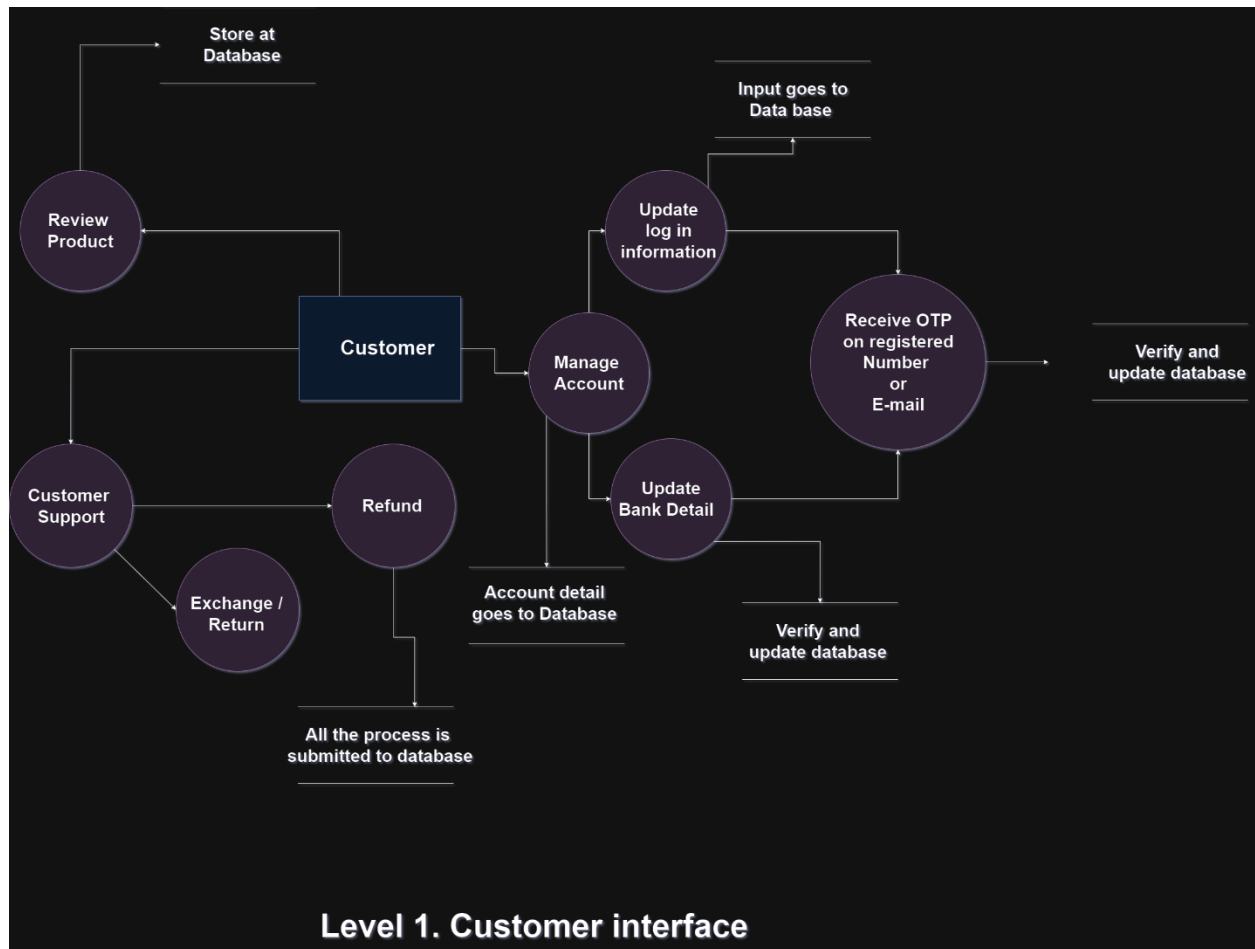 Store at
Database
Input goes to
Data base
Review
Product
Update
log in
information
Customer
Manage
Account
Receive OTP
on registered
Number
or
E-mail
Verify and
update database
Customer
Support
Refund
Update
Bank Detail
Exchange /
Return
Account detail
goes to Database
Verify and
update database
All the process is
submitted to database
Level 1. Customer interface